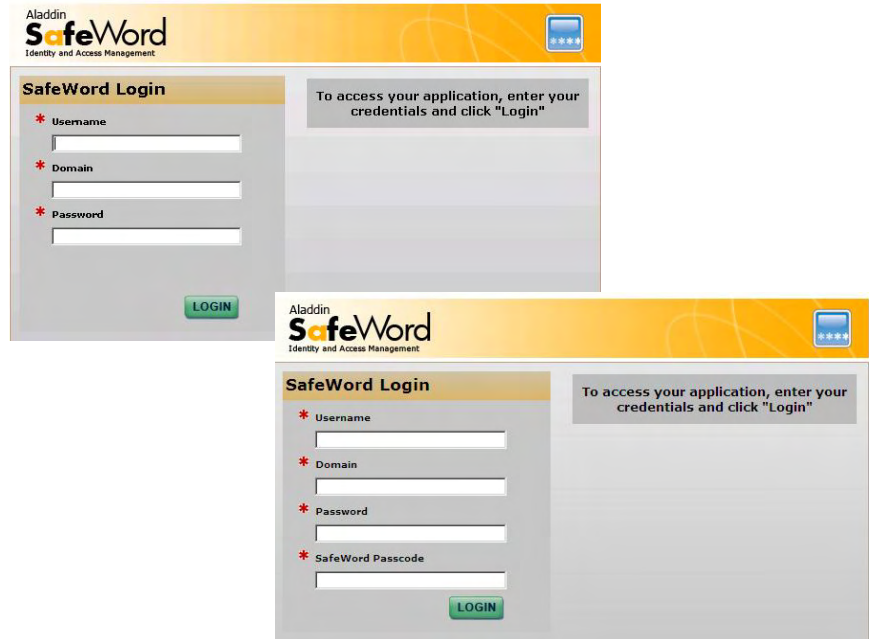 Aladdin
SafeWord
Identity and Access Management
****
SafeWord Login
To access your application, enter your
credentials and click "Login"
* Username
* Domain
* Password
LOGIN
Aladdin
SafeWord
Identity and Access Management
****
SafeWord Login
To access your application, enter your
credentials and click "Login"
* Username
* Domain
* Password
* SafeWord Passcode
LOGIN